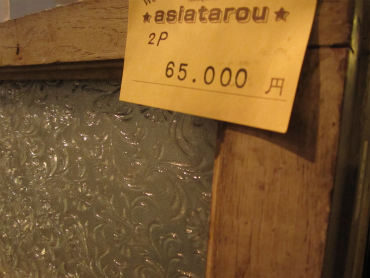 ★asiatarou★
2P
65.000 円